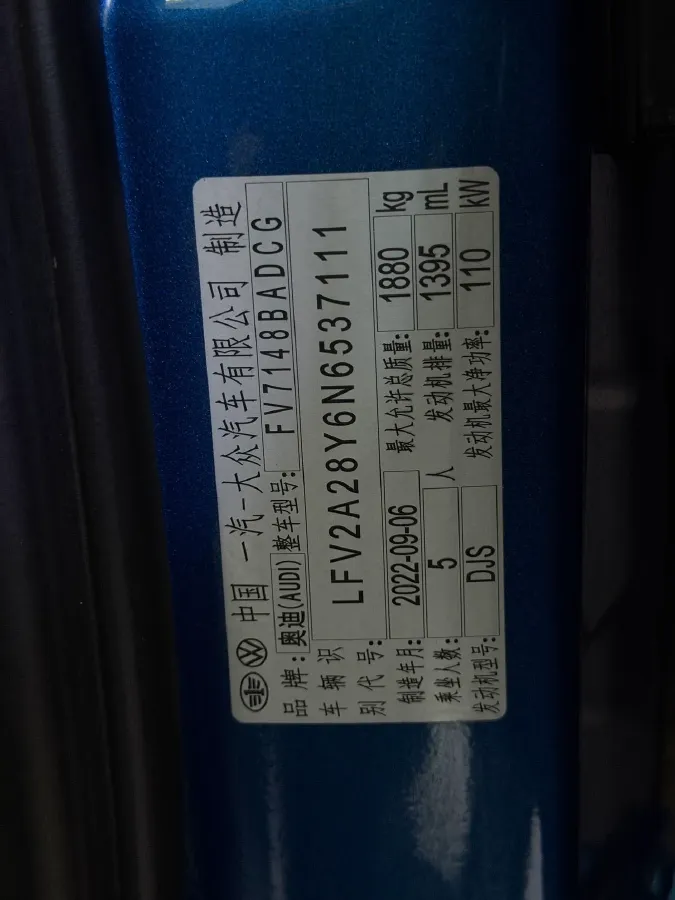 中国 一汽-大众汽车有限公司 制造
品牌: 奥迪(AUDI) 整车型号: FV7148BADCG
车辆识别代号: LFV2A28Y6N6537111
制造年月: 2022-09-06 最大允许总质量: 1880 kg
乘坐人数: 5 人 发动机排量: 1395 mL
发动机型号: DJS 发动机最大净功率: 110 kW